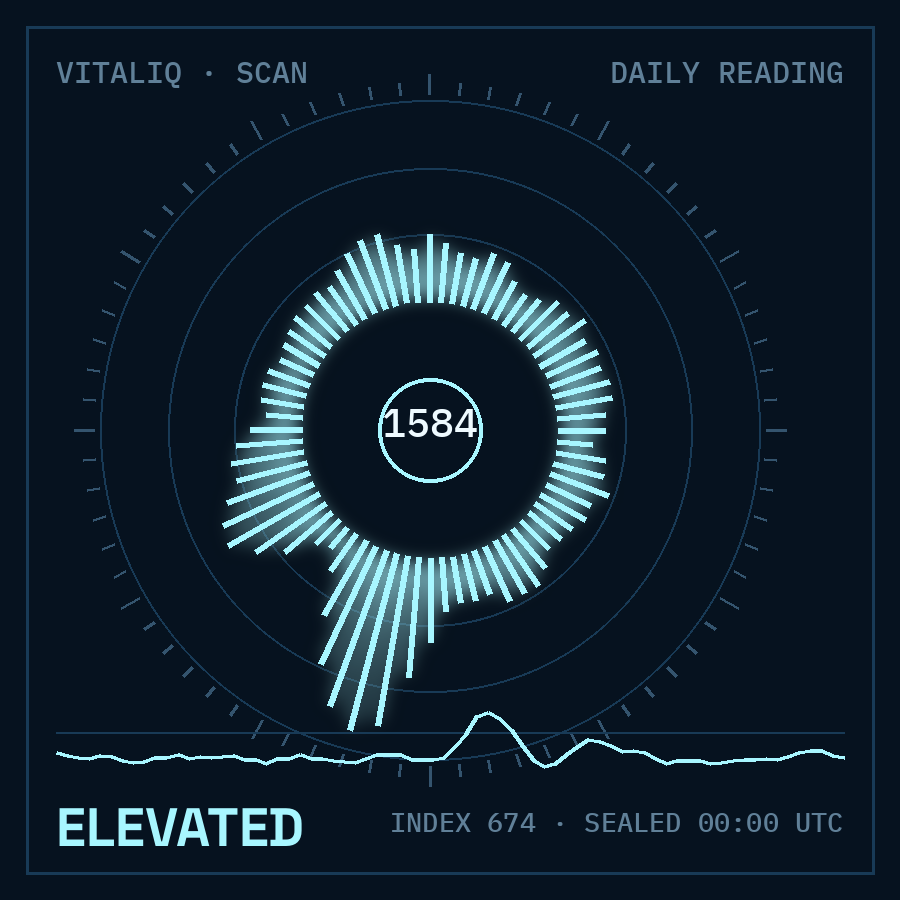 VITALIQ · SCAN
DAILY READING
1584
ELEVATED
INDEX 674 · SEALED 00:00 UTC